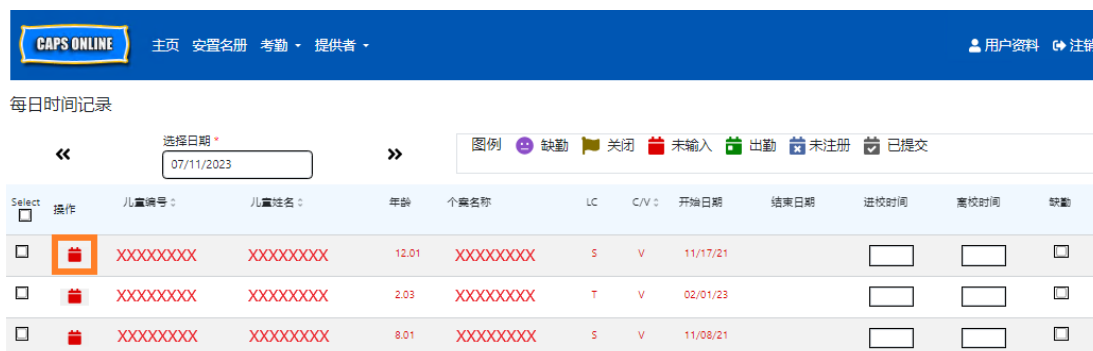 CAPS ONLINE 主页 安置名册 考勤 提供者 用户资料 注销
每日时间记录
选择日期 *
07/11/2023
图例 缺勤 关闭 未输入 出勤 未注册 已提交
Select 操作 儿童编号 儿童姓名 年龄 个案名称 LC C/V 开始日期 结束日期 进校时间 离校时间 缺勤
XXXXXXXX XXXXXXXX 12.01 XXXXXXXX S V 11/17/21
XXXXXXXX XXXXXXXX 2.03 XXXXXXXX T V 02/01/23
XXXXXXXX XXXXXXXX 8.01 XXXXXXXX S V 11/08/21